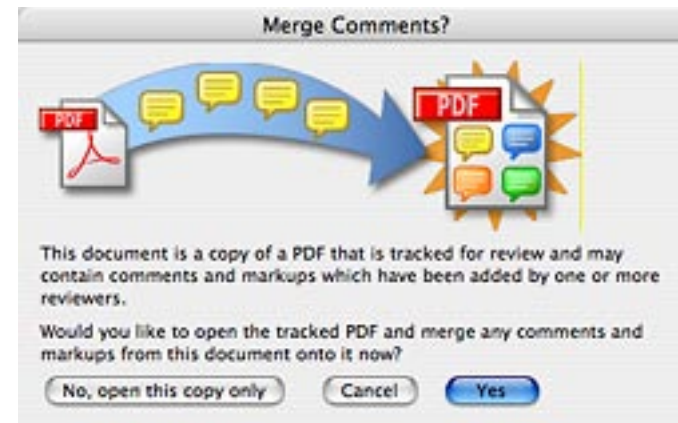 Merge Comments?
PDF
PDF
This document is a copy of a PDF that is tracked for review and may
contain comments and markups which have been added by one or more
reviewers.
Would you like to open the tracked PDF and merge any comments and
markups from this document onto it now?
No, open this copy only
Cancel
Yes